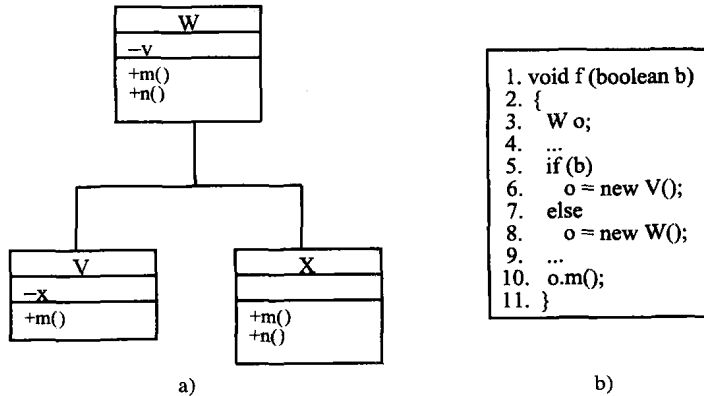 W
–v
+m()
+n()
V
–x
+m()
X
+m()
+n()
a)
1. void f (boolean b)
2. {
3. W o;
4. ...
5. if (b)
6. o = new V();
7. else
8. o = new W();
9. ...
10. o.m();
11. }
b)